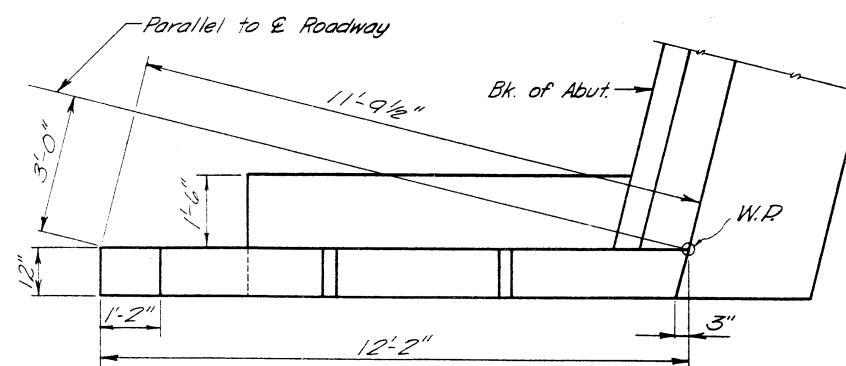 Parallel to ℄ Roadway
11'-9½"
Bk. of Abut.
3'-0"
1'-6"
W.P.
12"
1'-2"
3"
12'-2"